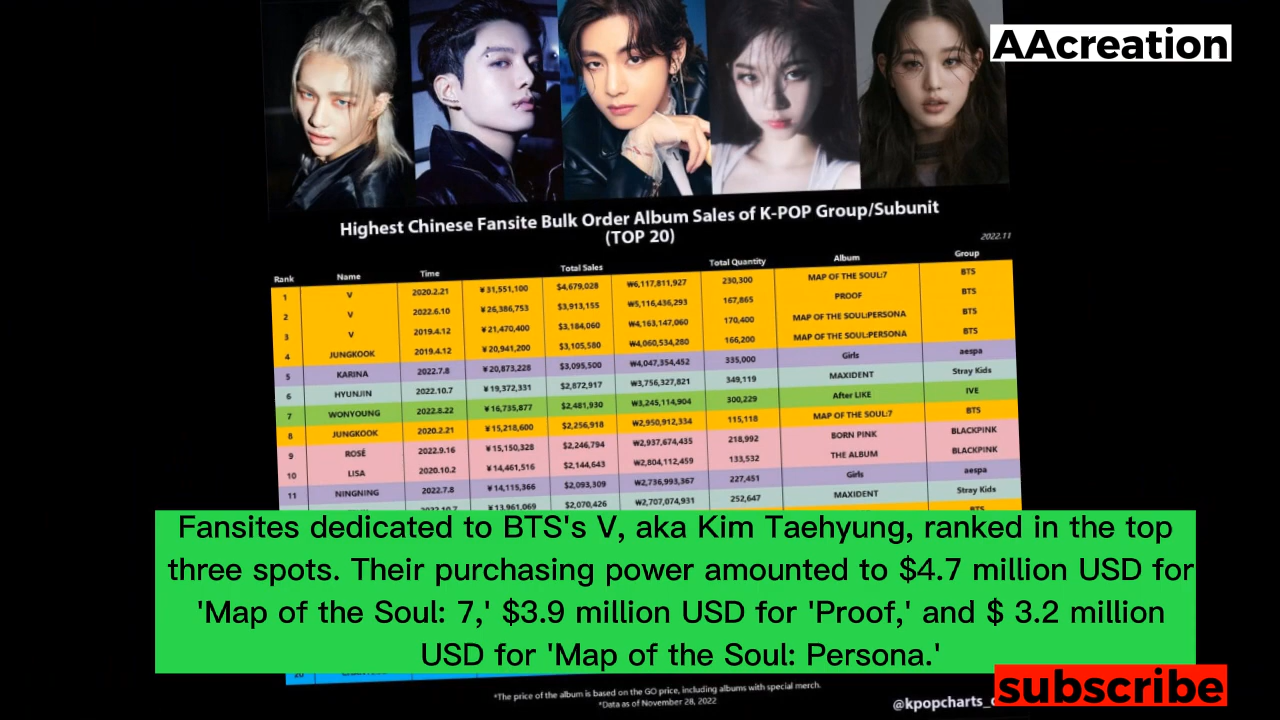 AAcreation
Highest Chinese Fansite Bulk Order Album Sales of K-POP Group/Subunit
(TOP 20)
2022.11
Rank Name Time Total Sales Total Quantity Album Group
1 V 2020.2.21 ¥31,551,100 $4,679,028 ₩6,117,811,927 230,300 MAP OF THE SOUL:7 BTS
2 V 2022.6.10 ¥26,386,753 $3,913,155 ₩5,116,436,293 167,865 PROOF BTS
3 V 2019.4.12 ¥21,470,400 $3,184,060 ₩4,163,147,060 170,400 MAP OF THE SOUL:PERSONA BTS
4 JUNGKOOK 2019.4.12 ¥20,941,200 $3,105,580 ₩4,060,534,280 166,200 MAP OF THE SOUL:PERSONA BTS
5 KARINA 2022.7.8 ¥20,873,228 $3,095,500 ₩4,047,354,452 335,000 Girls aespa
6 HYUNJIN 2022.10.7 ¥19,372,331 $2,872,917 ₩3,756,327,821 349,119 MAXIDENT Stray Kids
7 WONYOUNG 2022.8.22 ¥16,735,877 $2,481,930 ₩3,245,114,904 300,229 After LIKE IVE
8 JUNGKOOK 2020.2.21 ¥15,218,600 $2,256,918 ₩2,950,912,334 115,118 MAP OF THE SOUL:7 BTS
9 ROSÉ 2022.9.16 ¥15,150,328 $2,246,794 ₩2,937,674,435 218,992 BORN PINK BLACKPINK
10 LISA 2020.10.2 ¥14,461,516 $2,144,643 ₩2,804,112,459 133,532 THE ALBUM BLACKPINK
11 NINGNING 2022.7.8 ¥14,115,366 $2,093,309 ₩2,736,993,367 227,451 Girls aespa
¥13,961,069 $2,070,426 ₩2,707,074,931 252,647 MAXIDENT Stray Kids
BTS
Fansites dedicated to BTS's V, aka Kim Taehyung, ranked in the top
three spots. Their purchasing power amounted to $4.7 million USD for
'Map of the Soul: 7,' $3.9 million USD for 'Proof,' and $ 3.2 million
USD for 'Map of the Soul: Persona.'
*The price of the album is based on the GO price, including albums with special merch.
*Data as of November 28, 2022
@kpopcharts_
subscribe